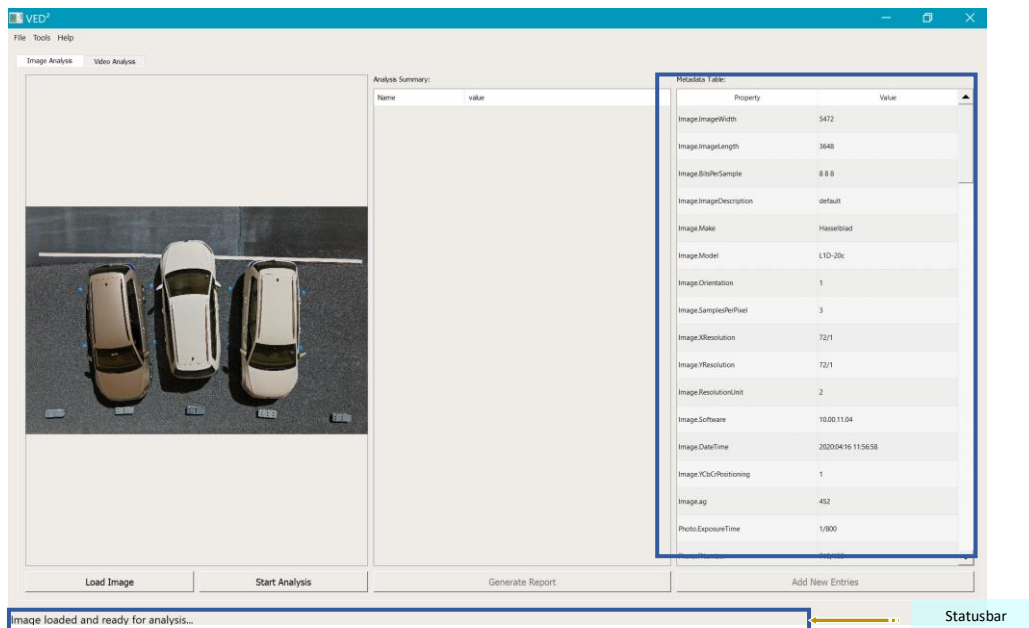 VED²
File Tools Help
Image Analysis Video Analysis
Analysis Summary:
Name value
Metadata Table:
Property Value
Image.ImageWidth 5472
Image.ImageLength 3648
Image.BitsPerSample 8 8 8
Image.ImageDescription default
Image.Make Hasselblad
Image.Model L1D-20c
Image.Orientation 1
Image.SamplesPerPixel 3
Image.XResolution 72/1
Image.YResolution 72/1
Image.ResolutionUnit 2
Image.Software 10.00.11.04
Image.DateTime 2020:04:16 11:56:58
Image.YCbCrPositioning 1
Image.ag 452
Photo.ExposureTime 1/800
Load Image Start Analysis Generate Report Add New Entries
Image loaded and ready for analysis...
Statusbar